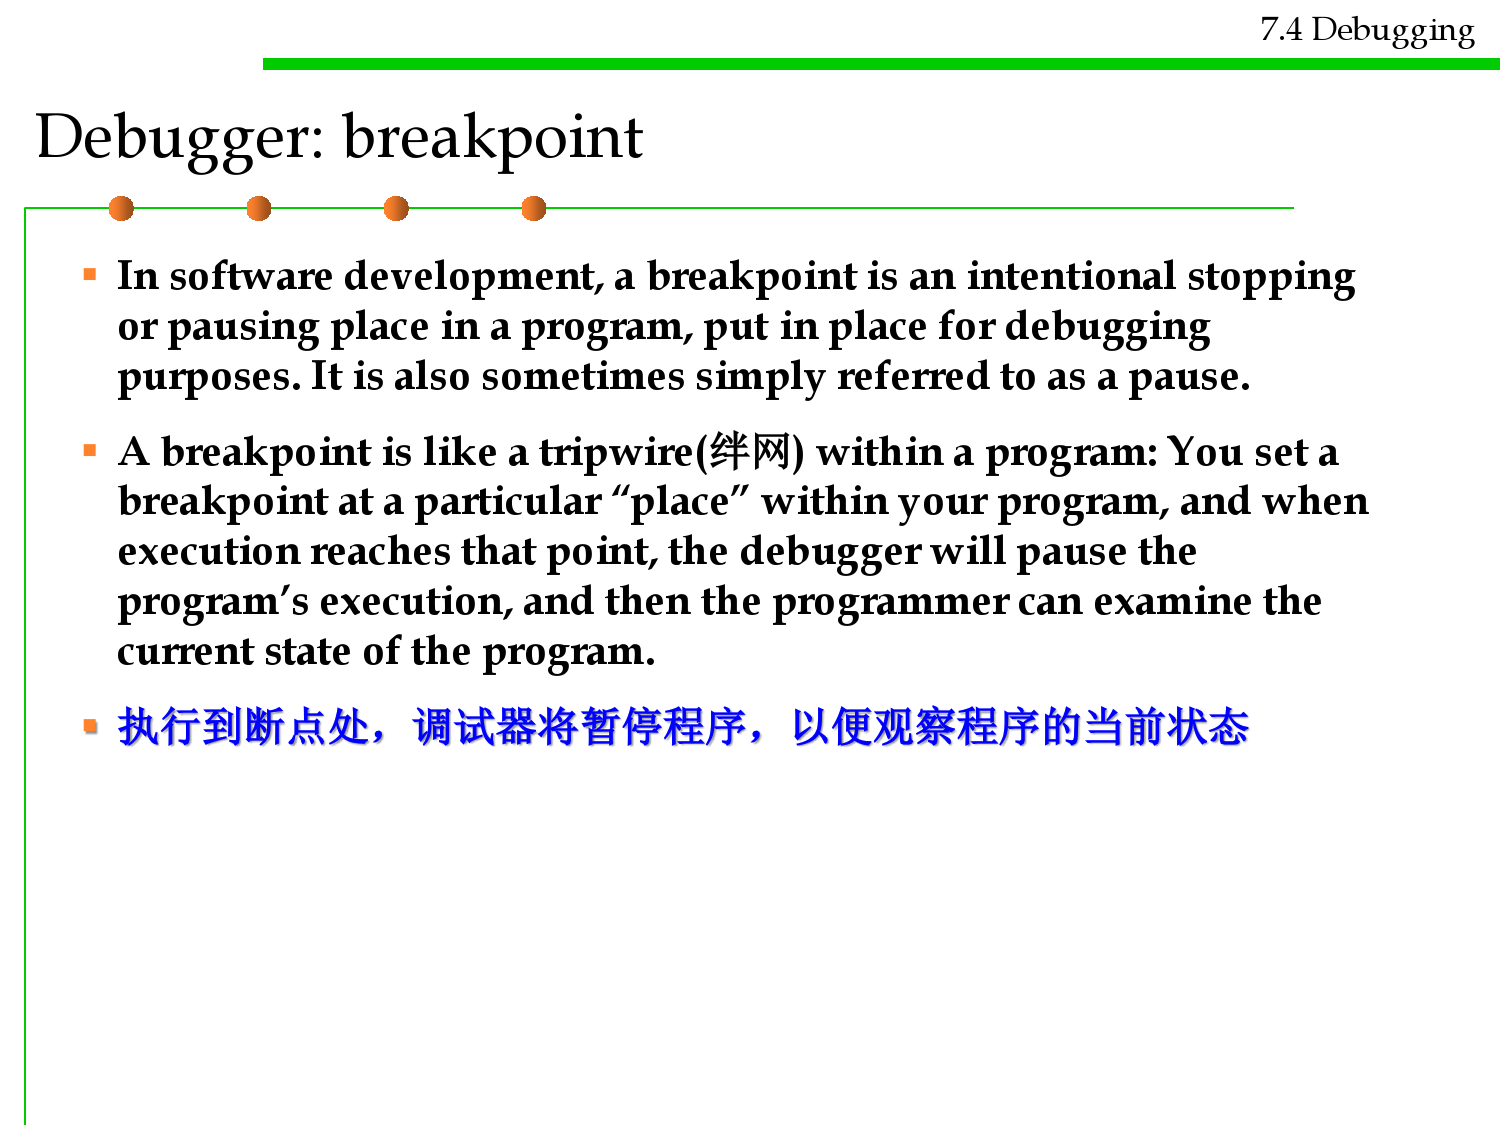 7.4 Debugging
Debugger: breakpoint
▪ In software development, a breakpoint is an intentional stopping
or pausing place in a program, put in place for debugging
purposes. It is also sometimes simply referred to as a pause.
▪ A breakpoint is like a tripwire(绊网) within a program: You set a
breakpoint at a particular “place” within your program, and when
execution reaches that point, the debugger will pause the
program’s execution, and then the programmer can examine the
current state of the program.
▪ 执行到断点处，调试器将暂停程序，以便观察程序的当前状态